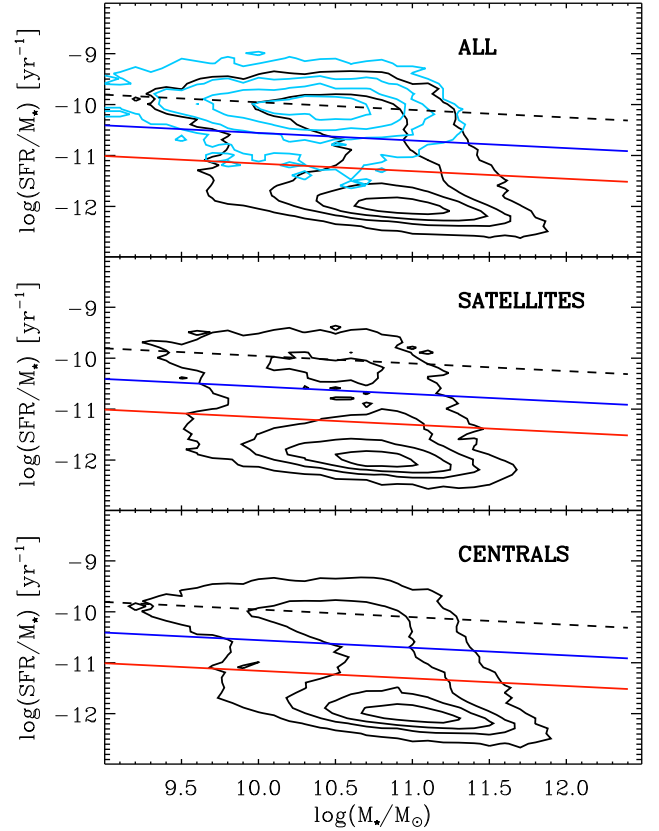 ALL
-9
-10
-11
-12
log(SFR/M★) [yr⁻¹]
SATELLITES
-9
-10
-11
-12
log(SFR/M★) [yr⁻¹]
CENTRALS
-9
-10
-11
-12
log(SFR/M★) [yr⁻¹]
9.5 10.0 10.5 11.0 11.5 12.0
log(M★/M⊙)